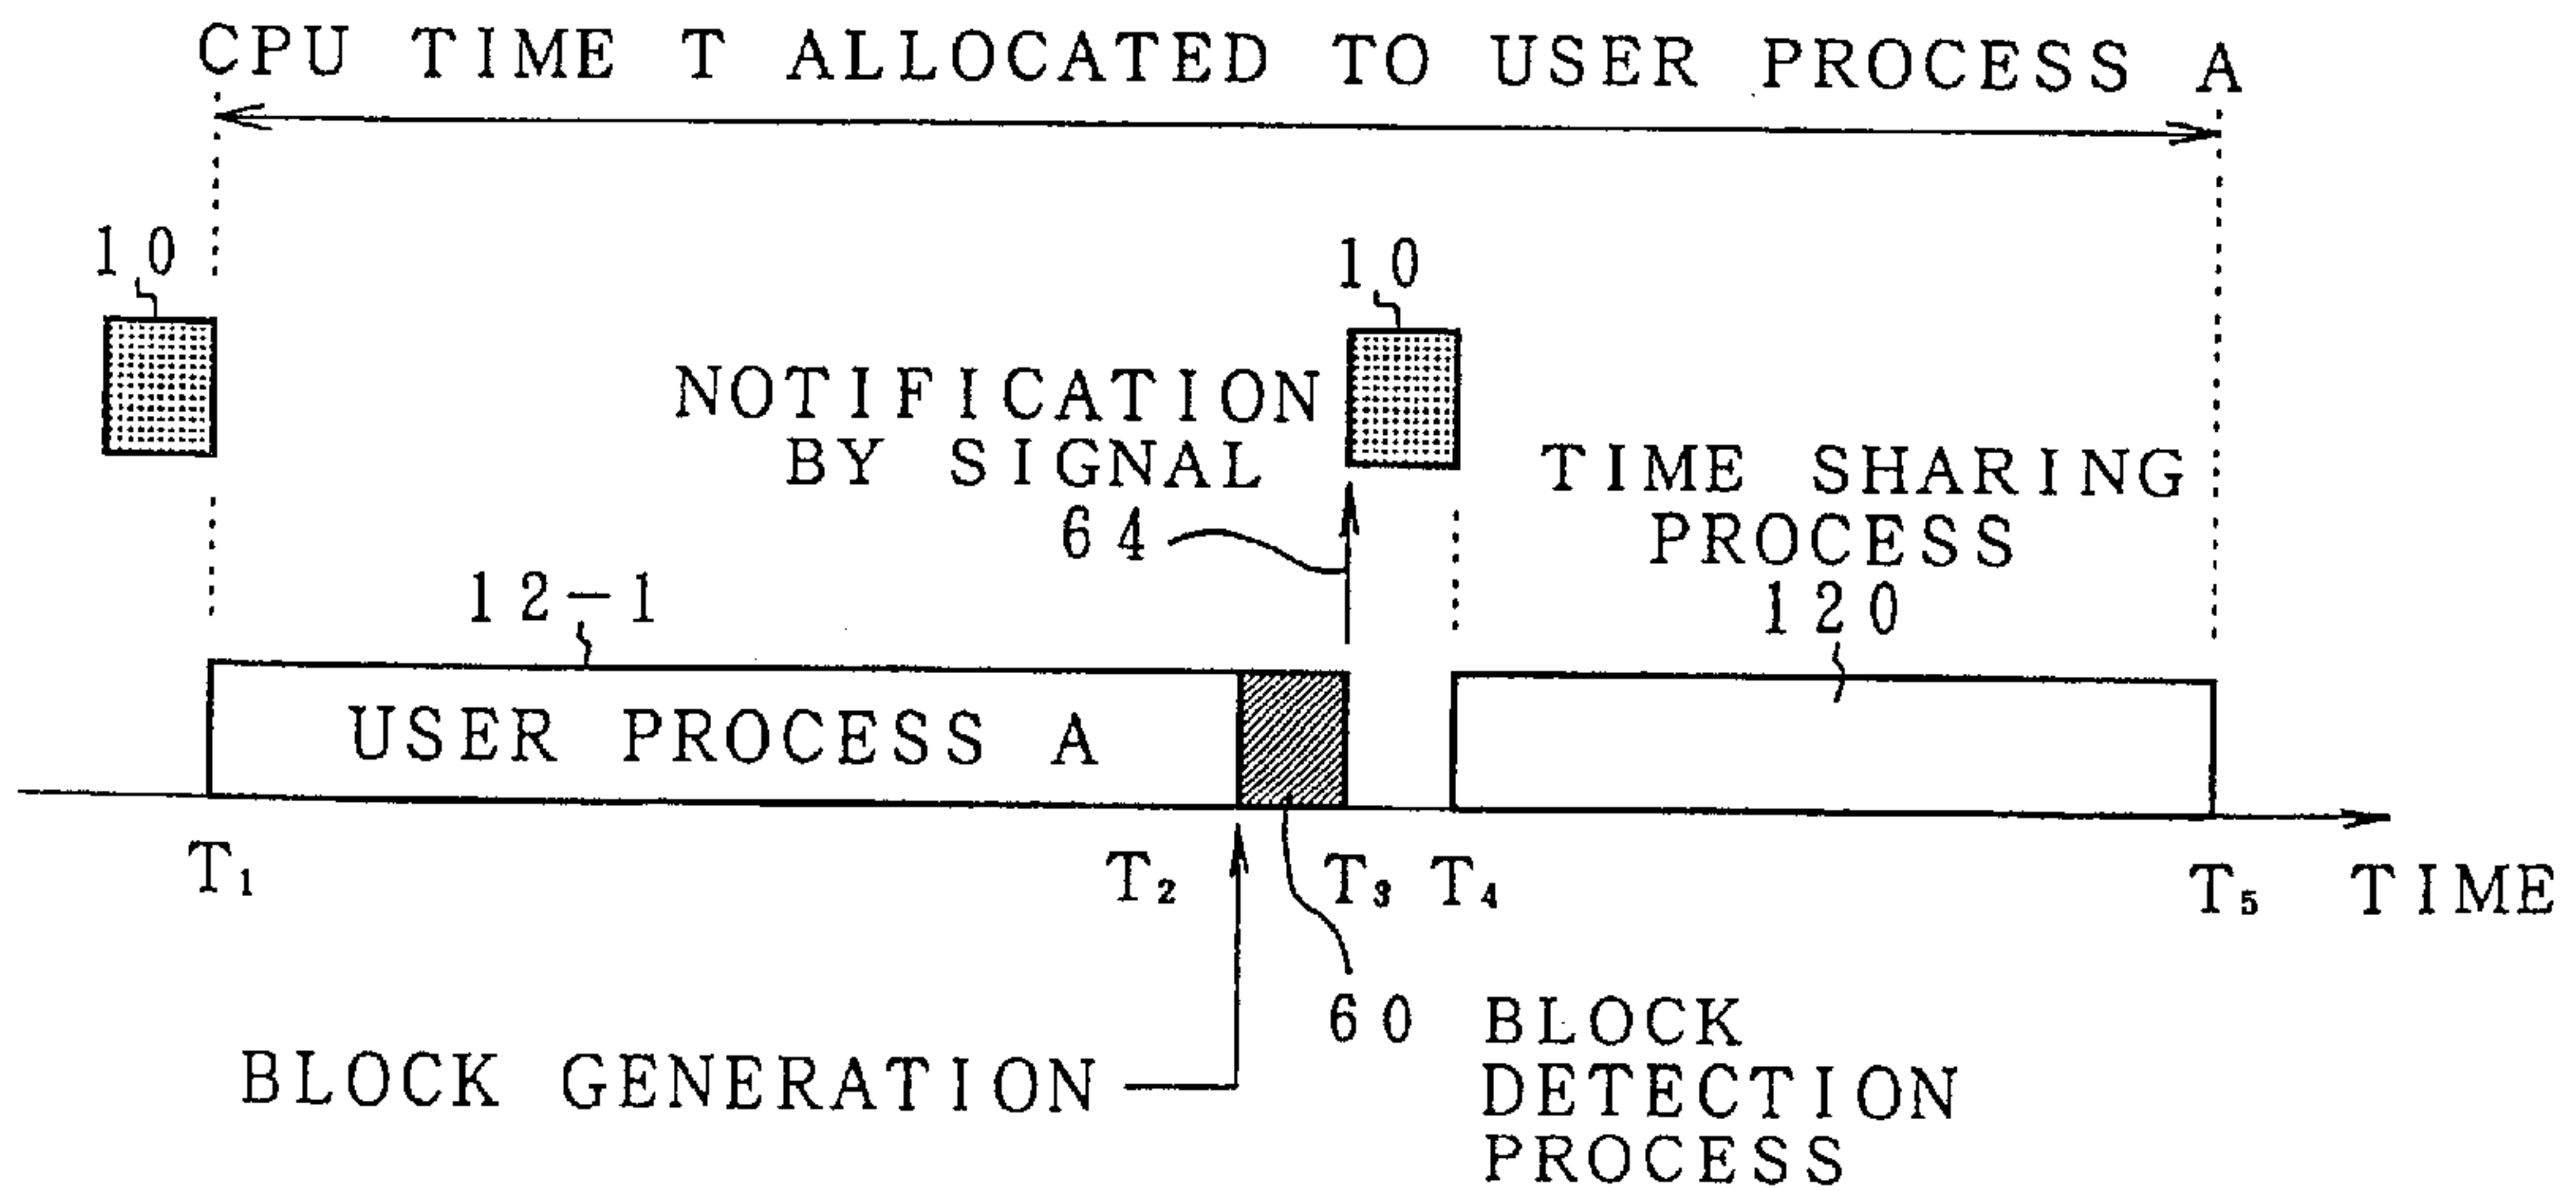 CPU TIME T ALLOCATED TO USER PROCESS A
10
10
NOTIFICATION
BY SIGNAL
64
TIME SHARING
PROCESS
120
12-1
USER PROCESS A
T1
T2
T3
T4
T5
TIME
BLOCK GENERATION
60 BLOCK
DETECTION
PROCESS